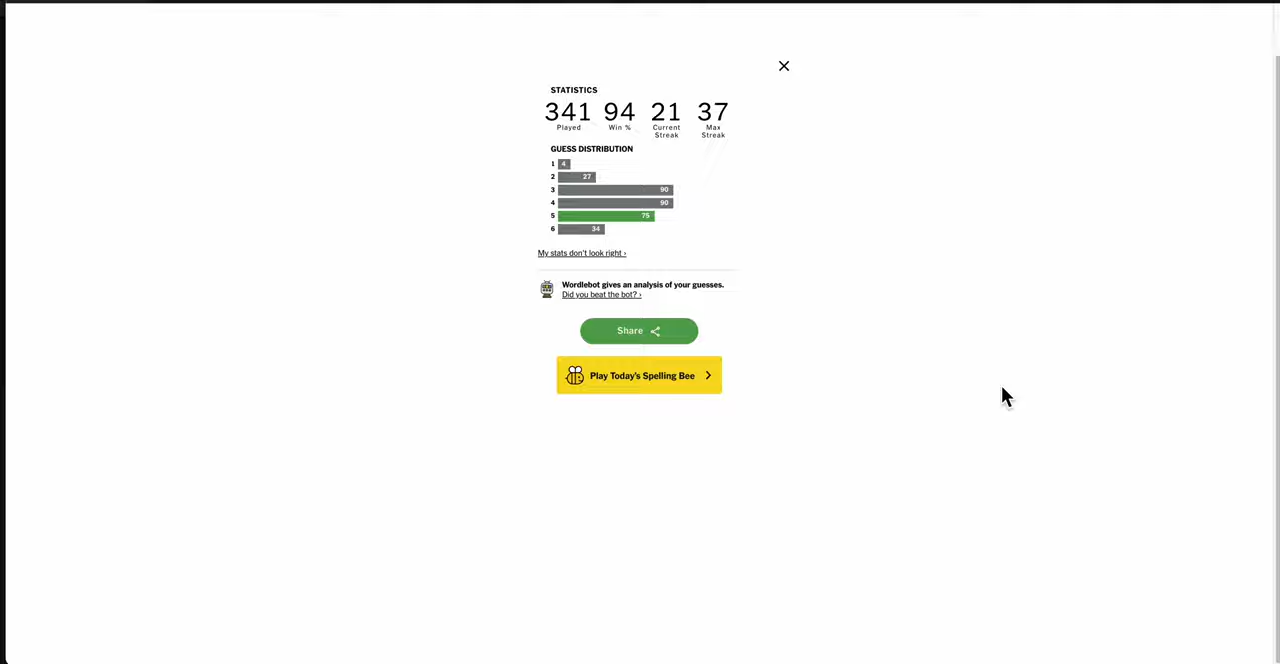 STATISTICS
341 94 21 37
Played Win % Current Streak Max Streak
GUESS DISTRIBUTION
1 4
2 27
3 90
4 90
5 75
6 34
My stats don't look right ›
Wordlebot gives an analysis of your guesses.
Did you beat the bot? ›
Share
Play Today's Spelling Bee